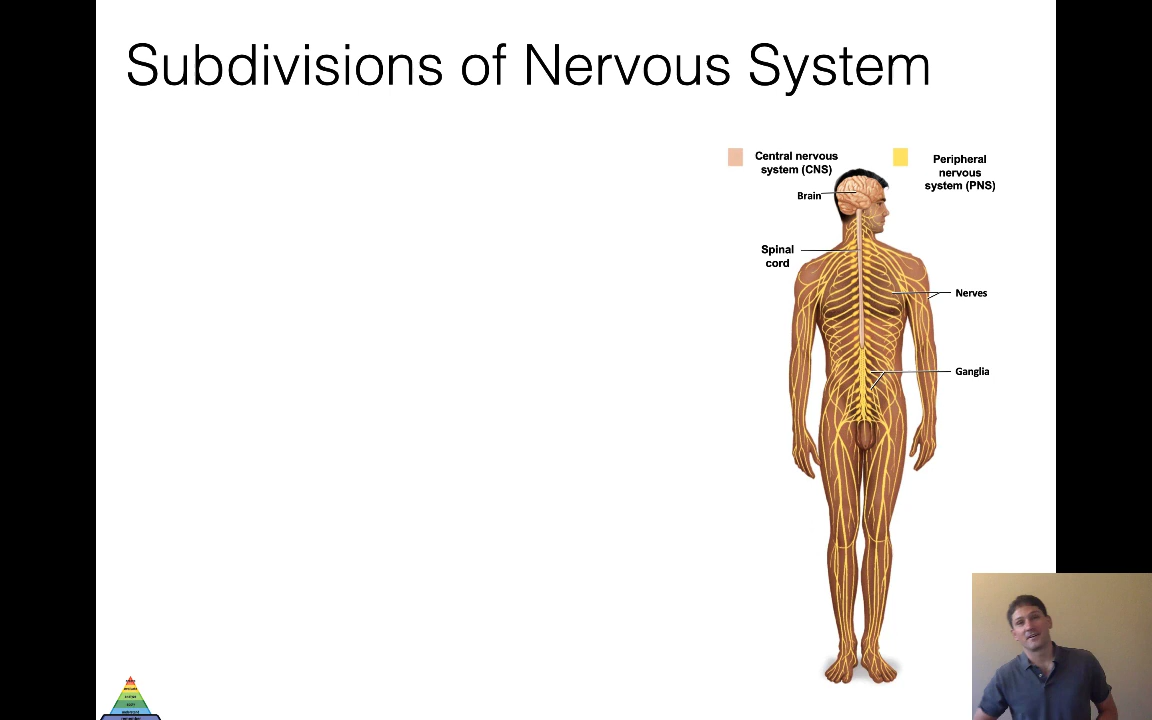 Subdivisions of Nervous System
Central nervous
system (CNS)
Peripheral
nervous
system (PNS)
Brain
Spinal
cord
Nerves
Ganglia